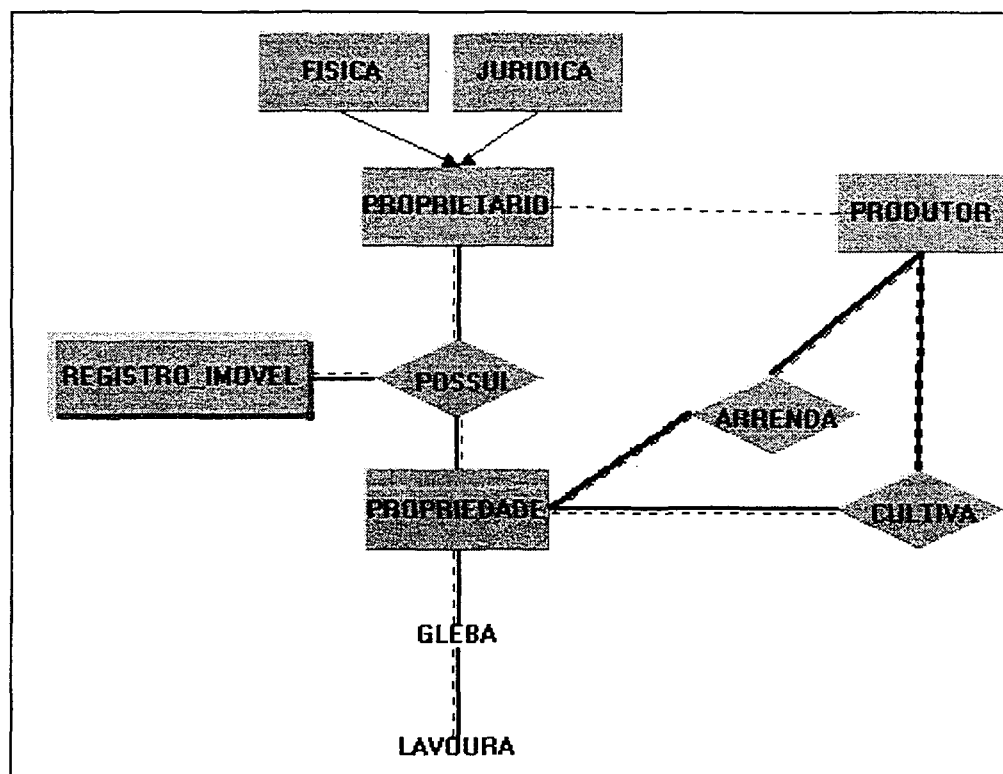 FISICA
JURIDICA
PROPRIETARIO
PRODUTOR
REGISTRO_IMOVEL
POSSUI
ARRENDA
PROPRIEDADE
CULTIVA
GLEBA
LAVOURA